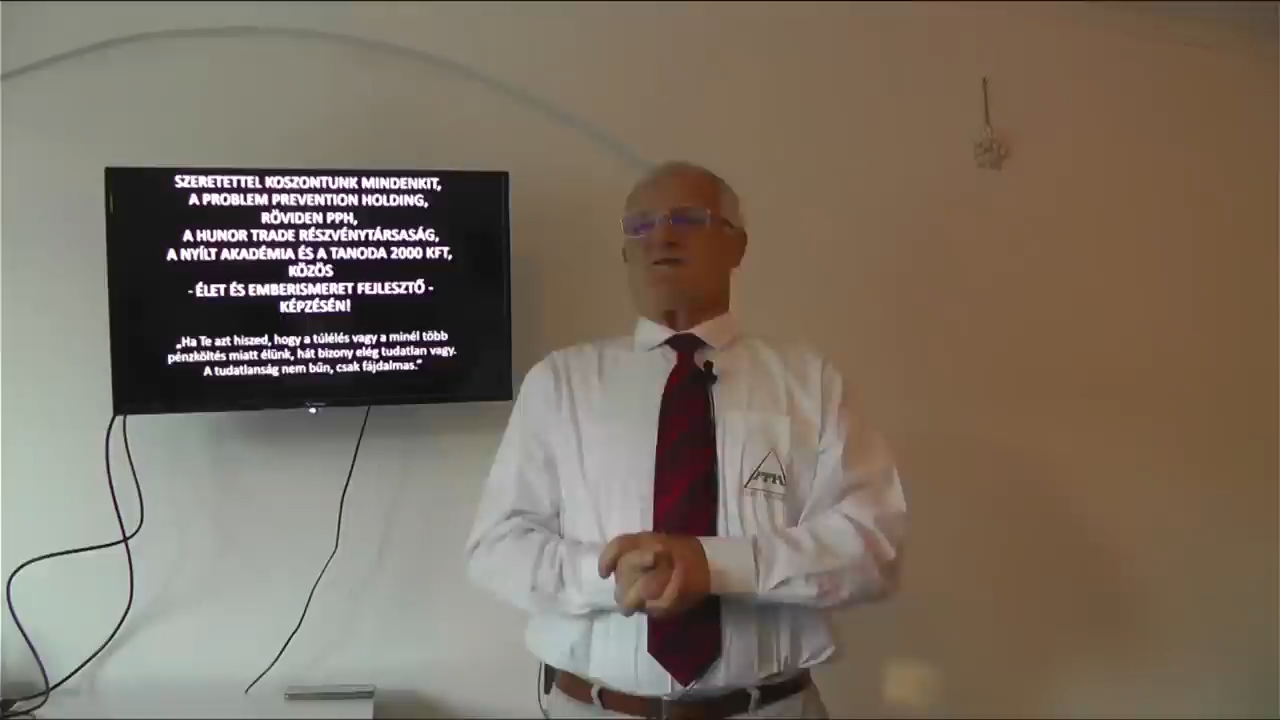 SZERETETTEL KOSZONTUNK MINDENKIT,
A PROBLEM PREVENTION HOLDING,
RÖVIDEN PPH,
A HUNOR TRADE RÉSZVÉNYTÁRSASÁG,
A NYÍLT AKADÉMIA ÉS A TANODA 2000 KFT,
KÖZÖS
- ÉLET ÉS EMBERISMERET FEJLESZTŐ -
KÉPZÉSÉN!
„Ha Te azt hiszed, hogy a túlélés vagy a minél több
pénzköltés miatt élünk, hát bizony elég tudatlan vagy.
A tudatlanság nem bűn, csak fájdalmas.”
PPH